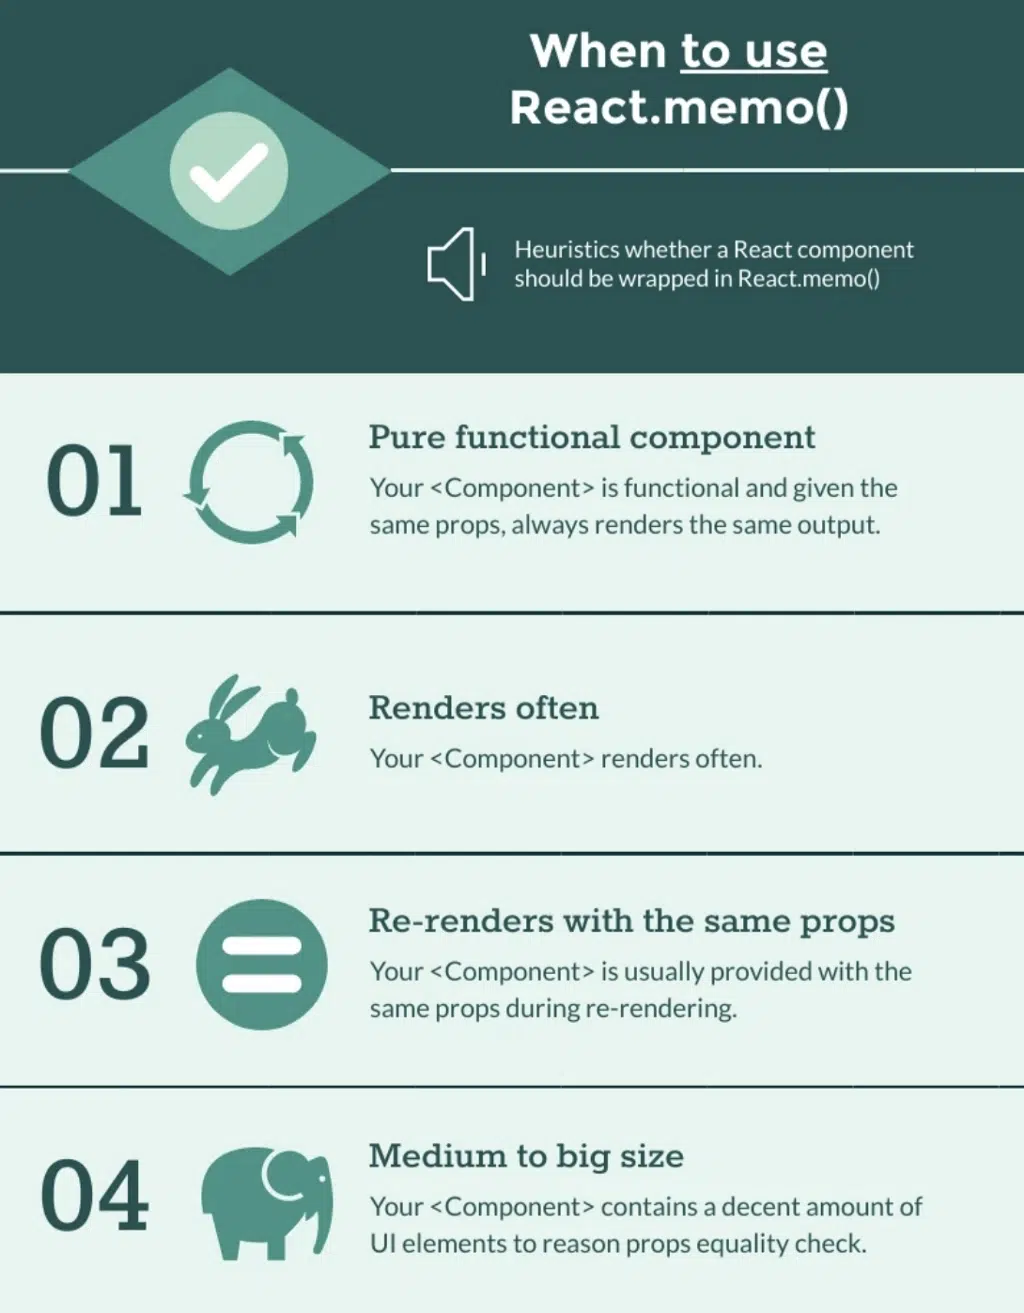 When to use
React.memo()
Heuristics whether a React component
should be wrapped in React.memo()
01
Pure functional component
Your <Component> is functional and given the
same props, always renders the same output.
02
Renders often
Your <Component> renders often.
03
Re-renders with the same props
Your <Component> is usually provided with the
same props during re-rendering.
04
Medium to big size
Your <Component> contains a decent amount of
UI elements to reason props equality check.